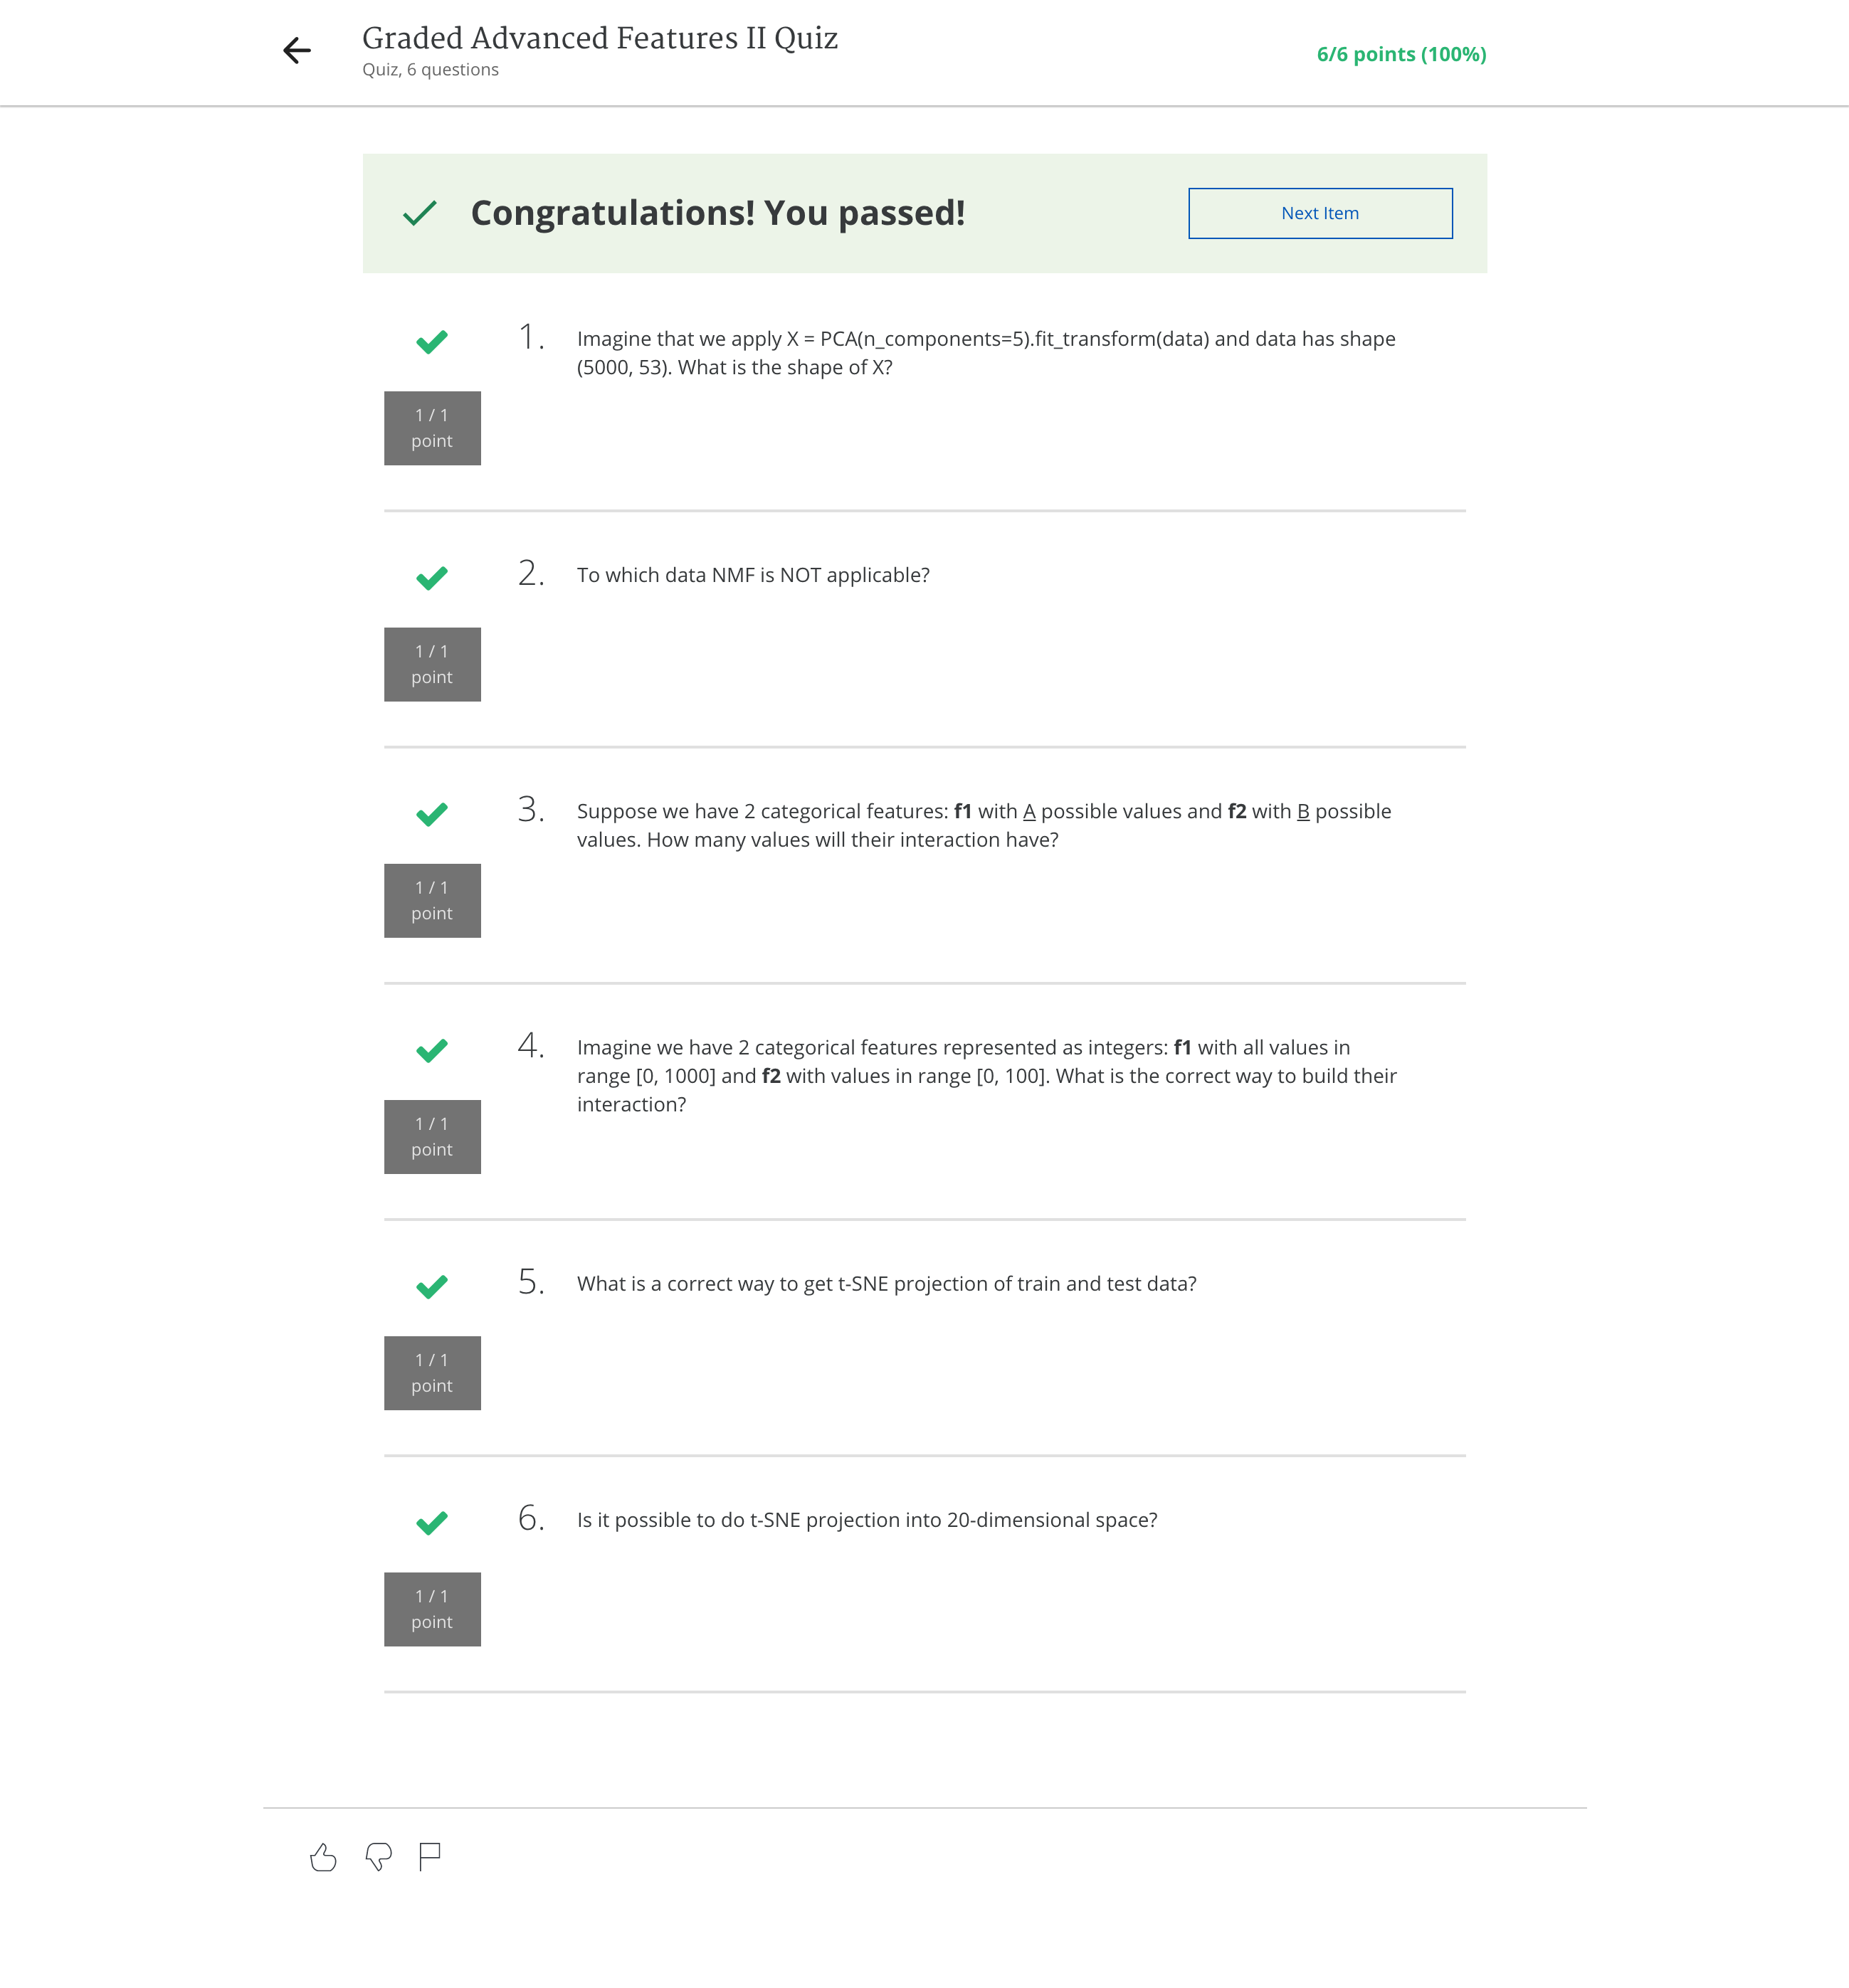 Graded Advanced Features II Quiz
Quiz, 6 questions
6/6 points (100%)
Congratulations! You passed!
Next Item
1.
Imagine that we apply X = PCA(n_components=5).fit_transform(data) and data has shape
(5000, 53). What is the shape of X?
1 / 1
point
2.
To which data NMF is NOT applicable?
1 / 1
point
3.
Suppose we have 2 categorical features: f1 with A possible values and f2 with B possible
values. How many values will their interaction have?
1 / 1
point
4.
Imagine we have 2 categorical features represented as integers: f1 with all values in
range [0, 1000] and f2 with values in range [0, 100]. What is the correct way to build their
interaction?
1 / 1
point
5.
What is a correct way to get t-SNE projection of train and test data?
1 / 1
point
6.
Is it possible to do t-SNE projection into 20-dimensional space?
1 / 1
point